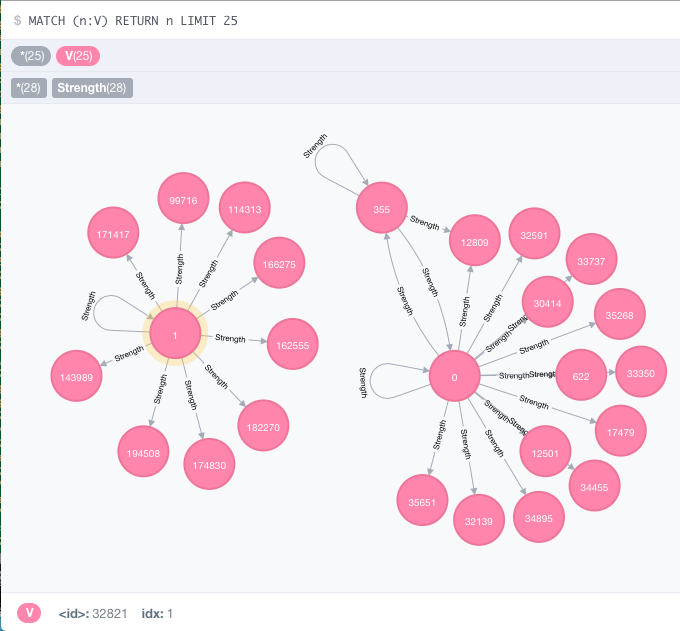 $ MATCH (n:V) RETURN n LIMIT 25
*(25) V(25)
*(28) Strength(28)
Strength
99716
114313
171417
355
Strength
12809
32591
33737
166275
Strength
Strength
Strength
Strength
Strength
Strength
Strength
Strength
Strength
30414
35268
Strength
1
Strength
162555
Strength
Strength
143989
Strength
Strength
Strength
0
Strength
Strength
622
33350
Strength
Strength
Strength
17479
182270
Strength
Strength
194508
174830
Strength
Strength
Strength
12501
34455
35651
32139
34895
V <id>: 32821 idx: 1